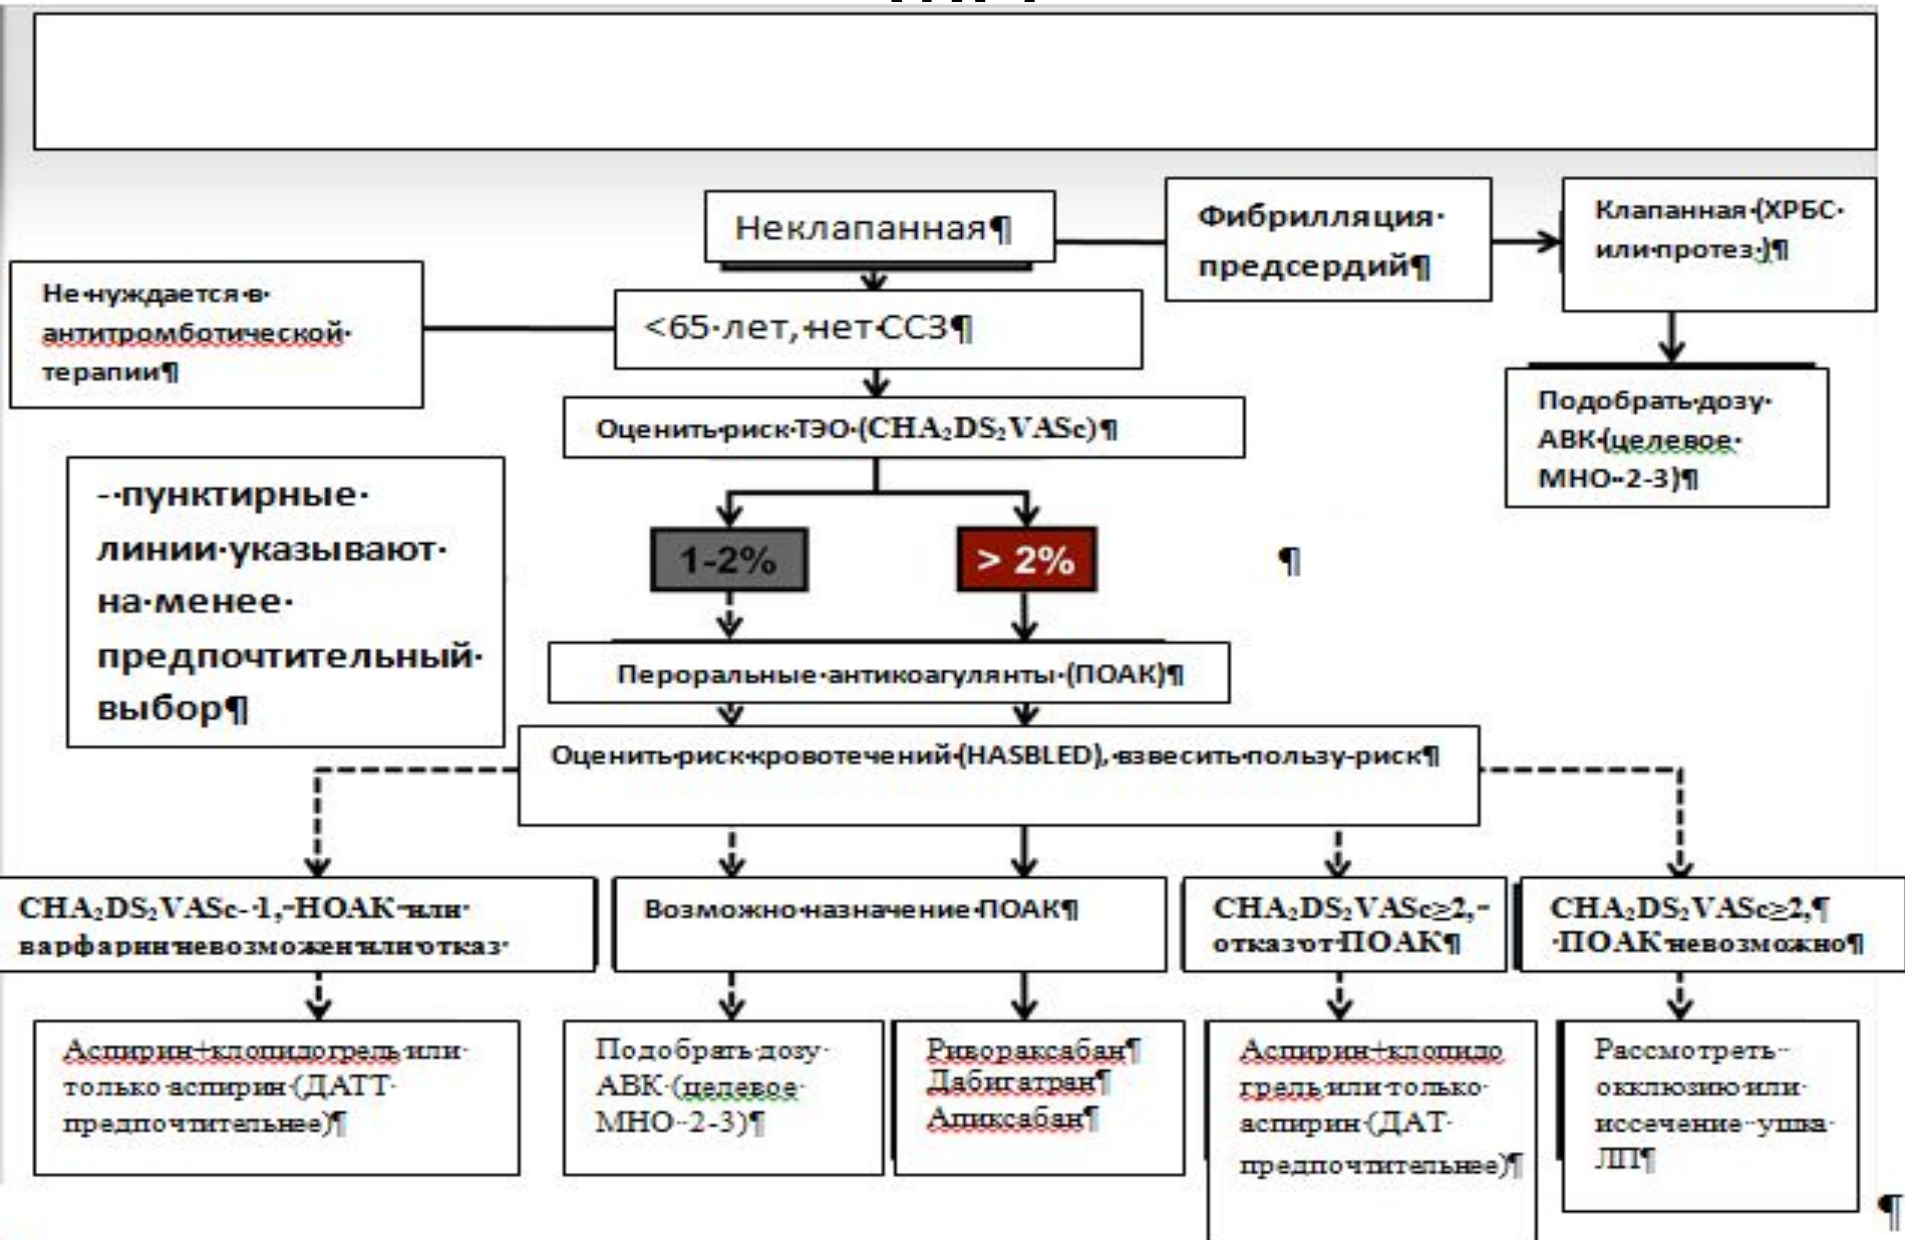 Неклапанная¶
Фибрилляция·
предсердий¶
Клапанная·(ХРБС·
или·протез·)¶
Не·нуждается·в·
антитромботической·
терапии¶
<65·лет,·нет·ССЗ¶
Оценить·риск·ТЭО·(CHA₂DS₂VASc)¶
Подобрать·дозу·
АВК·(целевое·
МНО·-2-3)¶
-·пунктирные·
линии·указывают·
на·менее·
предпочтительный·
выбор¶
1-2%
> 2%
¶
Пероральные·антикоагулянты·(ПОАК)¶
Оценить·риск·кровотечений·(HASBLED),·взвесить·пользу-риск¶
CHA₂DS₂VASc-·1,·НОАК·или·
варфарин·невозможен·или·отказ·
Возможно·назначение·ПОАК¶
CHA₂DS₂VASc≥2,·
отказ·от·ПОАК¶
CHA₂DS₂VASc≥2,¶
·ПОАК·невозможно¶
Аспирин+клопидогрель·или·
только·аспирин·(ДАТТ·
предпочтительнее)¶
Подобрать·дозу·
АВК·(целевое·
МНО·-2-3)¶
Ривораксабан¶
Дабигатран¶
Апиксабан¶
Аспирин+клопидо
грель·или·только·
аспирин·(ДАТ·
предпочтительнее)¶
Рассмотреть·
окклюзию·или·
иссечение··ушка·
ЛП¶
¶